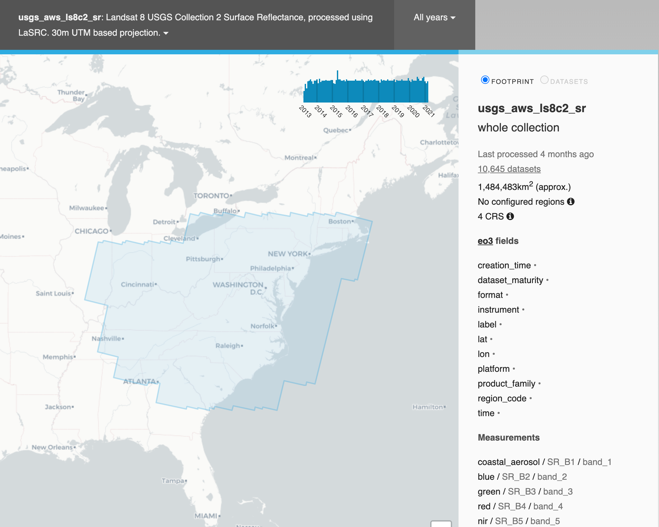 usgs_aws_ls8c2_sr: Landsat 8 USGS Collection 2 Surface Reflectance, processed using
LaSRC. 30m UTM based projection.
All years
2013 2014 2015 2016 2017 2018 2019 2020 2021
Thunder
Bay
Quebec
Charlotteto
neapolis
Montreal
Halifa
TORONTO
Milwaukee
Buffalo
Detroit
Boston
CHICAGO
Moines
Cleveland
NEW YORK
Pittsburgh
Philadelphia
Saint Louis
Cincinnati
WASHINGTON
D.C.
Norfolk
Nashville
Raleigh
Memphis
ATLANTA
Jackson
Hamilton
New Orleans
Tampa
MIAMI
FOOTPRINT DATASETS
usgs_aws_ls8c2_sr
whole collection
Last processed 4 months ago
10,645 datasets
1,484,483km2 (approx.)
No configured regions
4 CRS
eo3 fields
creation_time
dataset_maturity
format
instrument
label
lat
lon
platform
product_family
region_code
time
Measurements
coastal_aerosol / SR_B1 / band_1
blue / SR_B2 / band_2
green / SR_B3 / band_3
red / SR_B4 / band_4
nir / SR_B5 / band_5